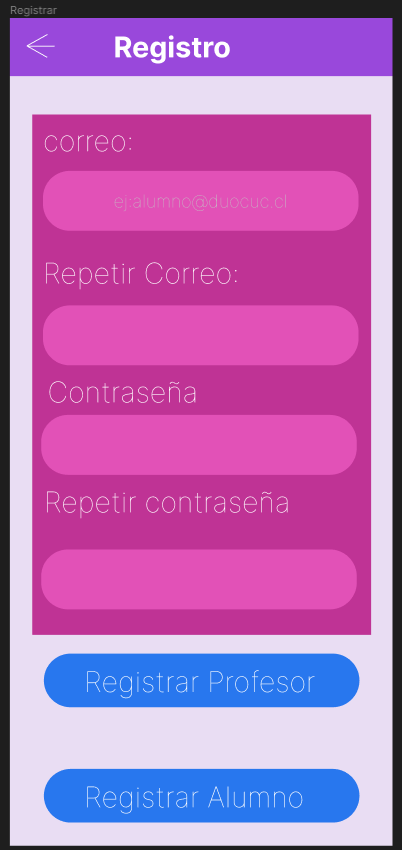 Registrar
Registro
correo:
ej:alumno@duocuc.cl
Repetir Correo:
Contraseña
Repetir contraseña
Registrar Profesor
Registrar Alumno